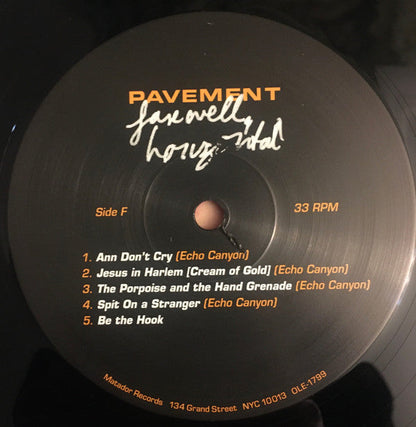 PAVEMENT
farewell,
horizontal
Side F
33 RPM
1. Ann Don't Cry (Echo Canyon)
2. Jesus in Harlem [Cream of Gold] (Echo Canyon)
3. The Porpoise and the Hand Grenade (Echo Canyon)
4. Spit On a Stranger (Echo Canyon)
5. Be the Hook
Matador Records 134 Grand Street NYC 10013 OLE-1799